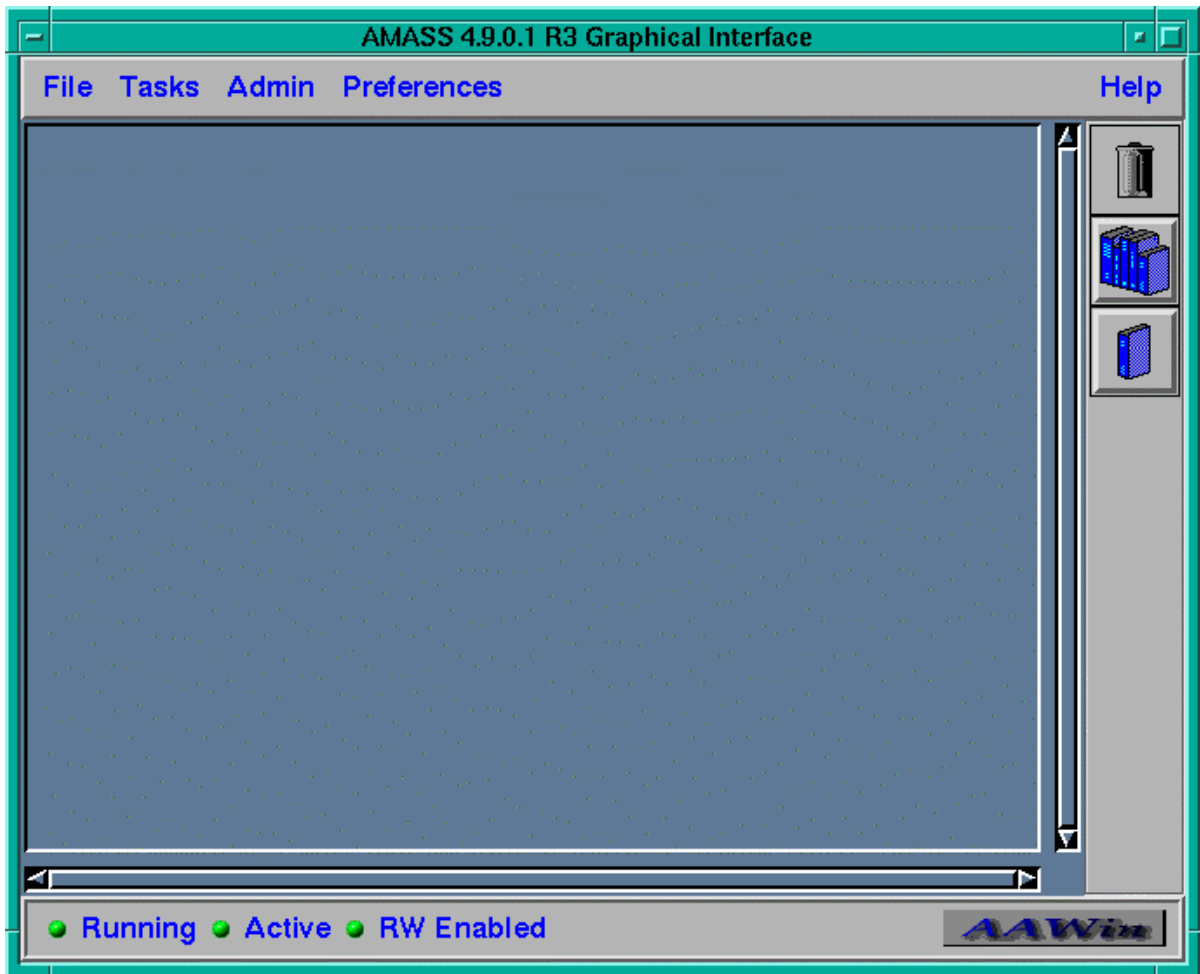 AMASS 4.9.0.1 R3 Graphical Interface
File Tasks Admin Preferences Help
Running Active RW Enabled AAWin